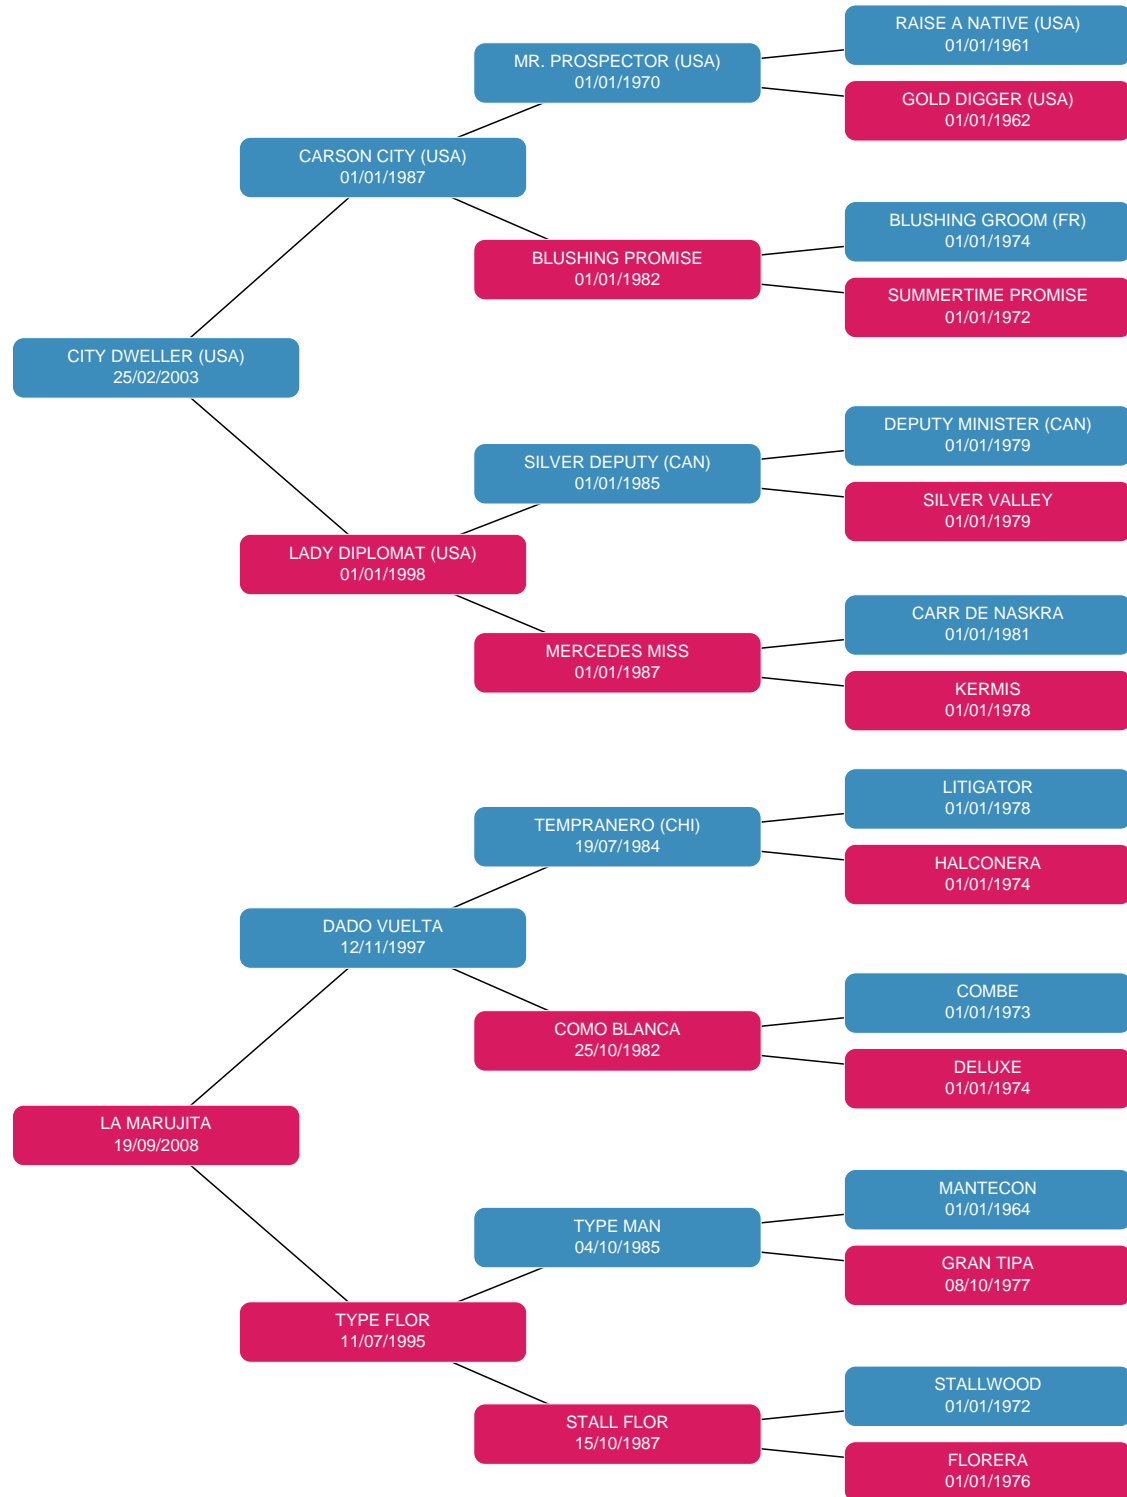 RAISE A NATIVE (USA)
01/01/1961
MR. PROSPECTOR (USA)
01/01/1970
GOLD DIGGER (USA)
01/01/1962
CARSON CITY (USA)
01/01/1987
BLUSHING GROOM (FR)
01/01/1974
BLUSHING PROMISE
01/01/1982
SUMMERTIME PROMISE
01/01/1972
CITY DWELLER (USA)
25/02/2003
DEPUTY MINISTER (CAN)
01/01/1979
SILVER DEPUTY (CAN)
01/01/1985
SILVER VALLEY
01/01/1979
LADY DIPLOMAT (USA)
01/01/1998
CARR DE NASKRA
01/01/1981
MERCEDES MISS
01/01/1987
KERMIS
01/01/1978
LITIGATOR
01/01/1978
TEMPRANERO (CHI)
19/07/1984
HALCONERA
01/01/1974
DADO VUELTA
12/11/1997
COMBE
01/01/1973
COMO BLANCA
25/10/1982
DELUXE
01/01/1974
LA MARUJITA
19/09/2008
MANTECON
01/01/1964
TYPE MAN
04/10/1985
GRAN TIPA
08/10/1977
TYPE FLOR
11/07/1995
STALLWOOD
01/01/1972
STALL FLOR
15/10/1987
FLORERA
01/01/1976